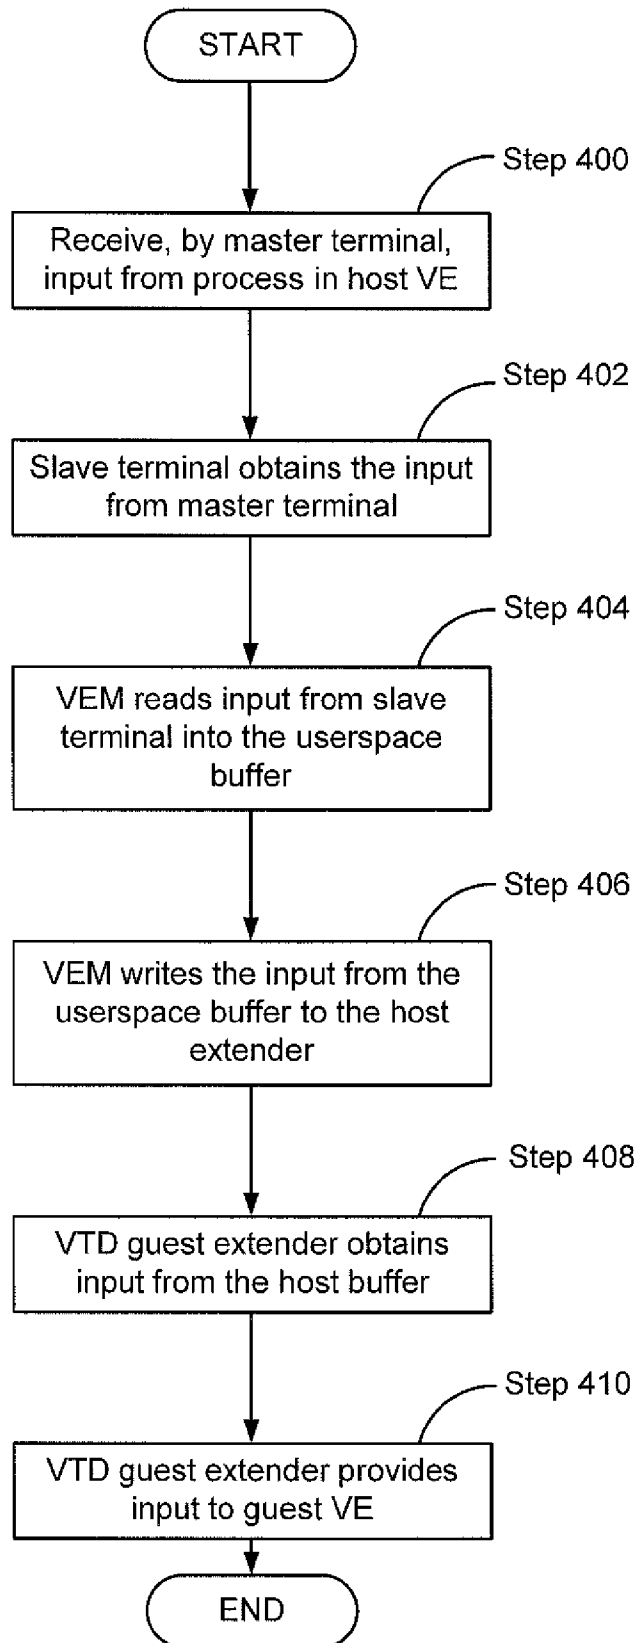 START
Step 400
Receive, by master terminal,
input from process in host VE
Step 402
Slave terminal obtains the input
from master terminal
Step 404
VEM reads input from slave
terminal into the userspace
buffer
Step 406
VEM writes the input from the
userspace buffer to the host
extender
Step 408
VTD guest extender obtains
input from the host buffer
Step 410
VTD guest extender provides
input to guest VE
END